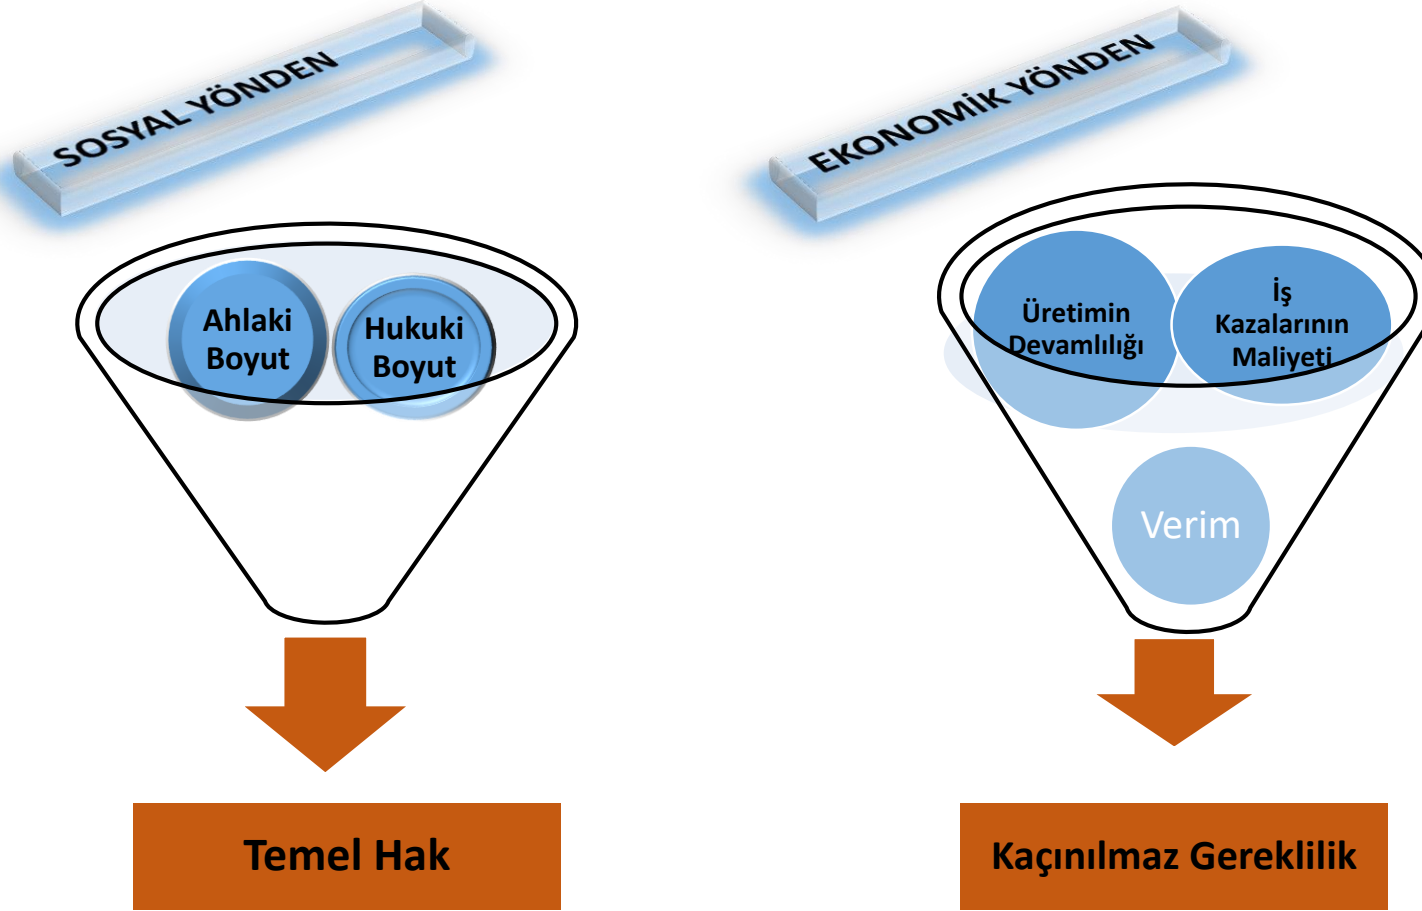 SOSYAL YÖNDEN
Ahlaki
Boyut
Hukuki
Boyut
Temel Hak
EKONOMİK YÖNDEN
Üretimin
Devamlılığı
İş
Kazalarının
Maliyeti
Verim
Kaçınılmaz Gereklilik